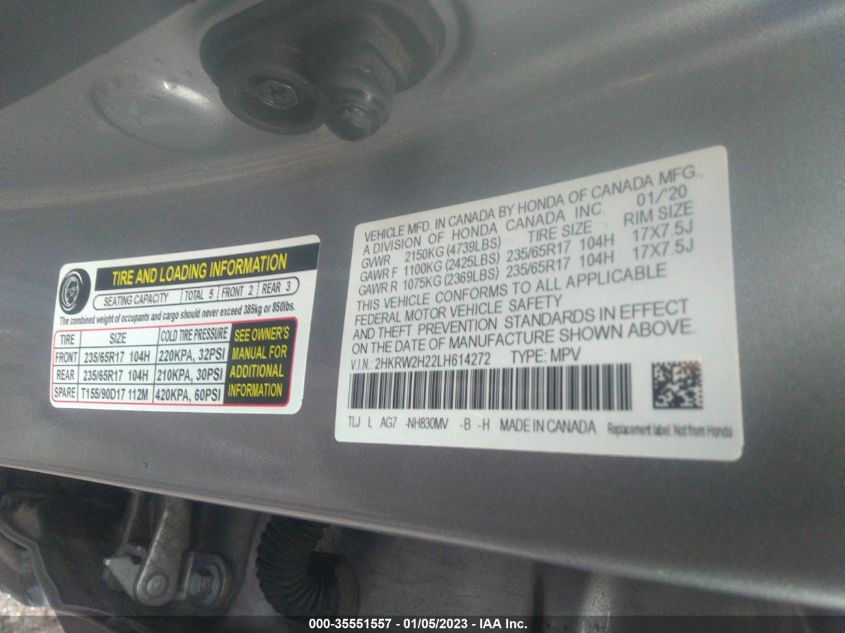 TIRE AND LOADING INFORMATION
SEATING CAPACITY TOTAL 5 FRONT 2 REAR 3
The combined weight of occupants and cargo should never exceed 385kg or 850lbs.
TIRE SIZE COLD TIRE PRESSURE
FRONT 235/65R17 104H 220KPA, 32PSI
REAR 235/65R17 104H 210KPA, 30PSI
SPARE T155/90D17 112M 420KPA, 60PSI
SEE OWNER'S
MANUAL FOR
ADDITIONAL
INFORMATION
VEHICLE MFD. IN CANADA BY HONDA OF CANADA MFG.,
A DIVISION OF HONDA CANADA INC 01/'20
GVWR 2150KG (4739LBS) TIRE SIZE RIM SIZE
GAWR F 1100KG (2425LBS) 235/65R17 104H 17X7.5J
GAWR R 1075KG (2369LBS) 235/65R17 104H 17X7.5J
THIS VEHICLE CONFORMS TO ALL APPLICABLE
FEDERAL MOTOR VEHICLE SAFETY
AND THEFT PREVENTION STANDARDS IN EFFECT
ON THE DATE OF MANUFACTURE SHOWN ABOVE.
V.I.N.: 2HKRW2H22LH614272 TYPE: MPV
TLJ L AG7 -NH830MV -B -H MADE IN CANADA Replacement label: Not from Honda
000-35551557 - 01/05/2023 - IAA Inc.